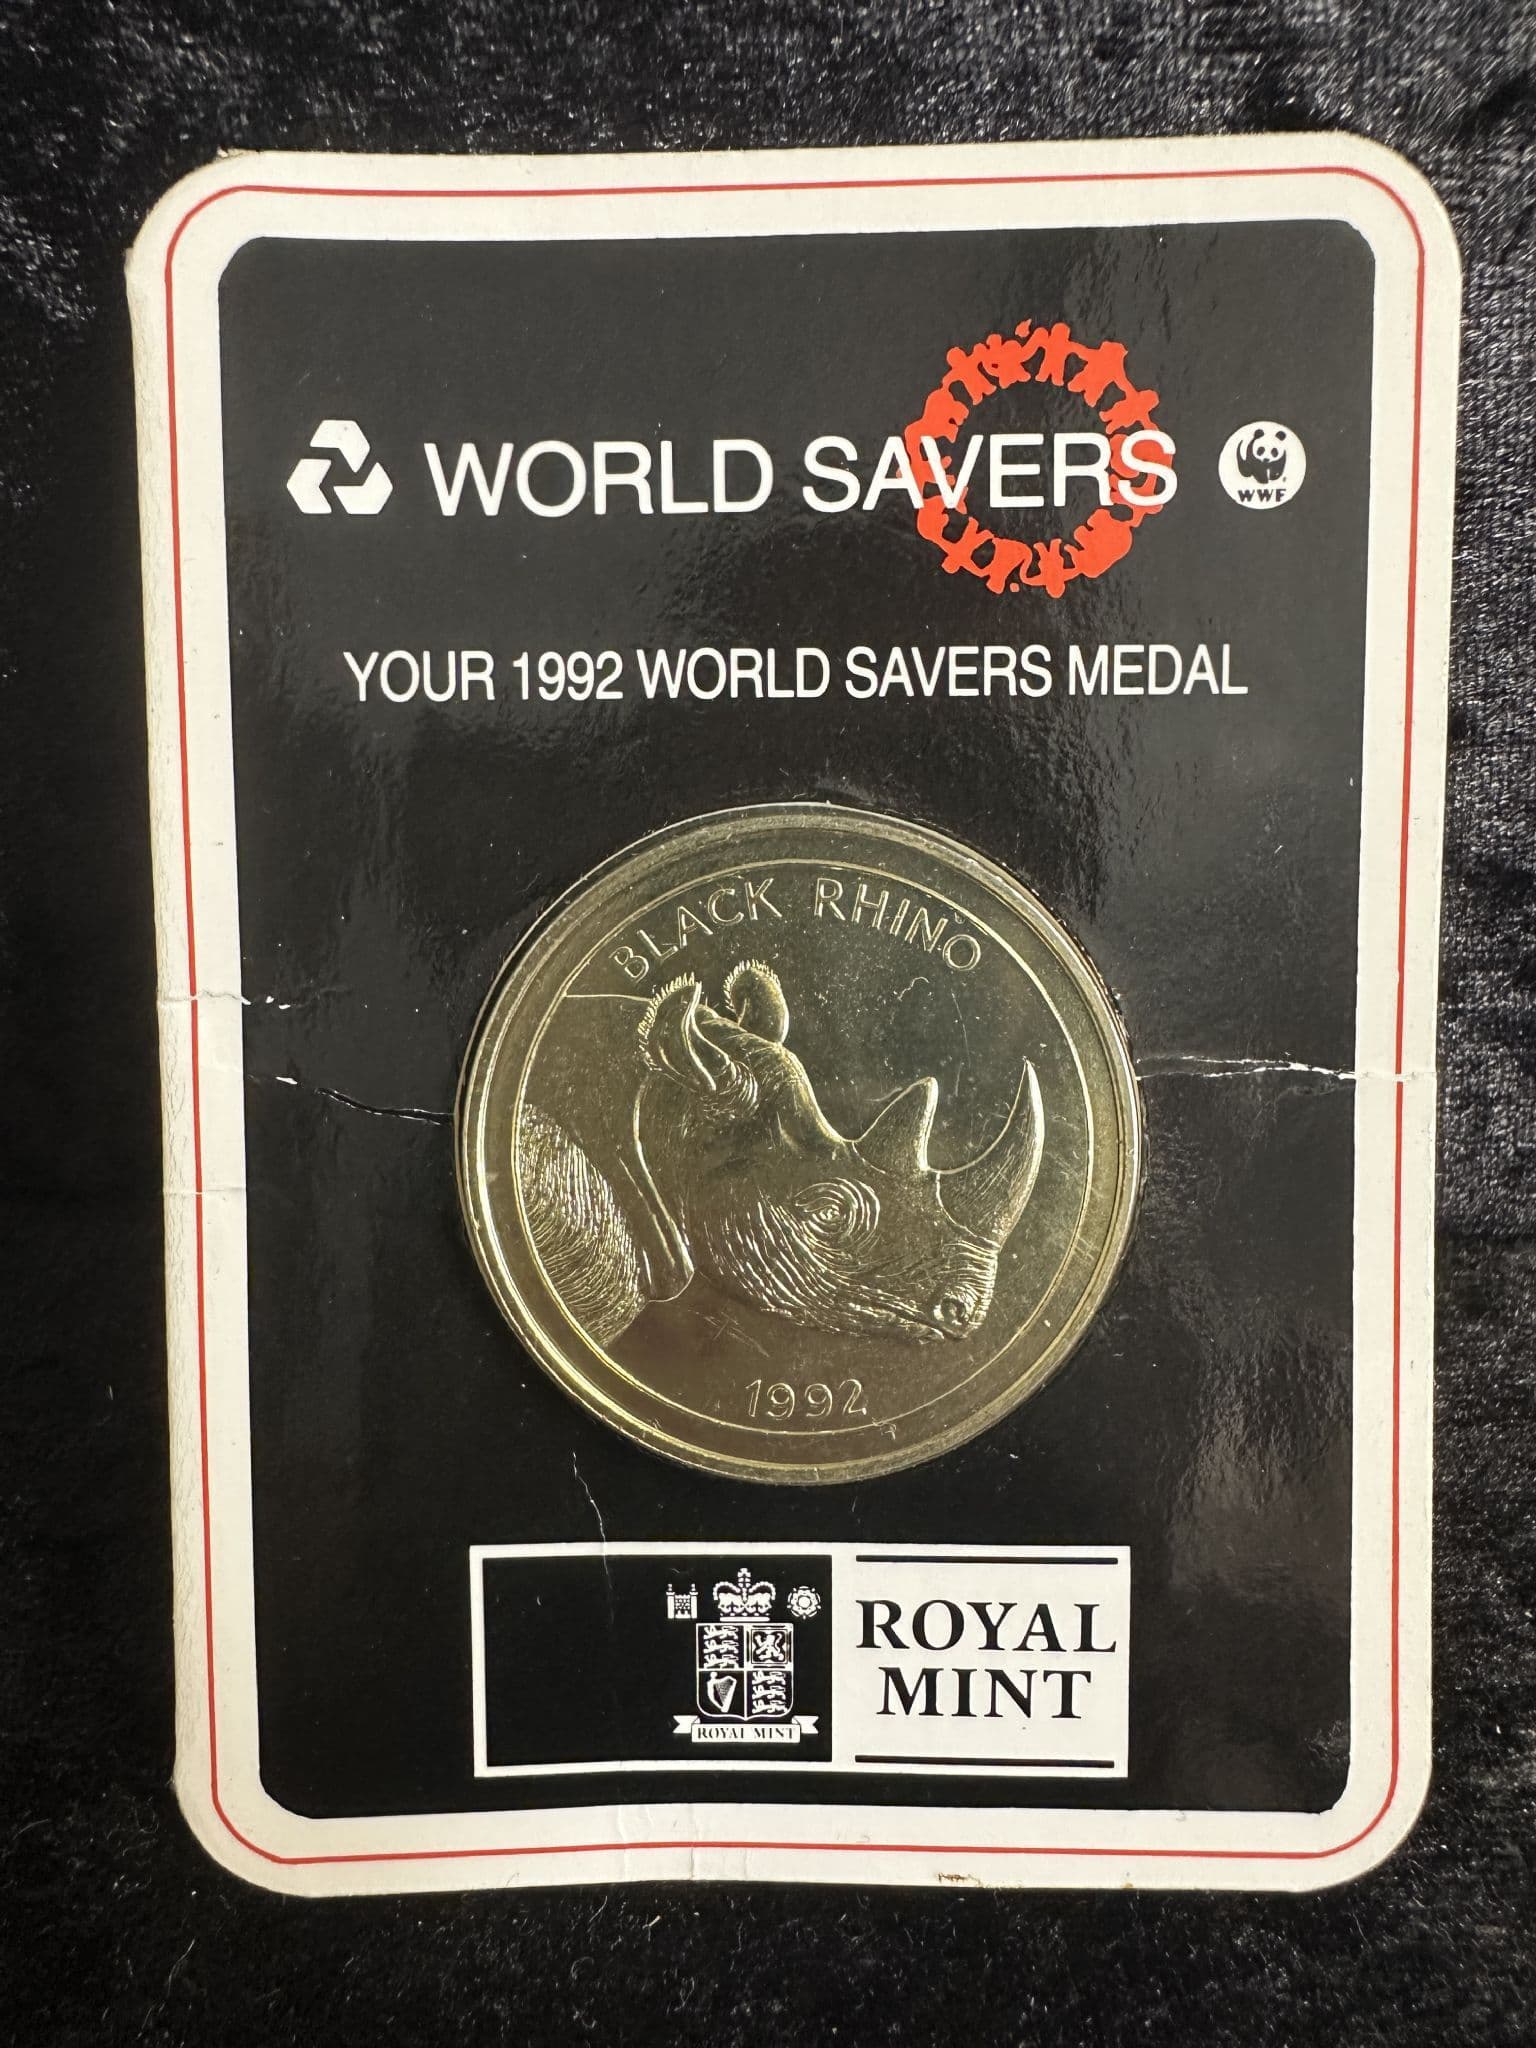 WORLD SAVERS
WWF
YOUR 1992 WORLD SAVERS MEDAL
BLACK RHINO
1992
ROYAL MINT
ROYAL
MINT